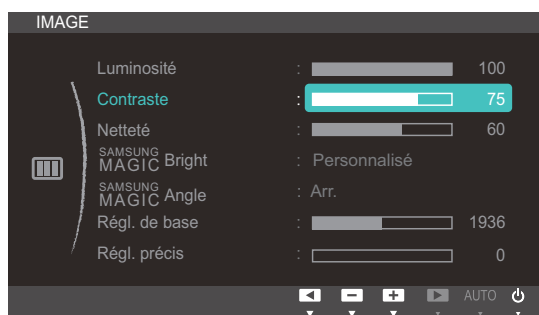 IMAGE
Luminosité : 100
Contraste : 75
Netteté : 60
SAMSUNG MAGIC Bright : Personnalisé
SAMSUNG MAGIC Angle : Arr.
Régl. de base : 1936
Régl. précis : 0
AUTO